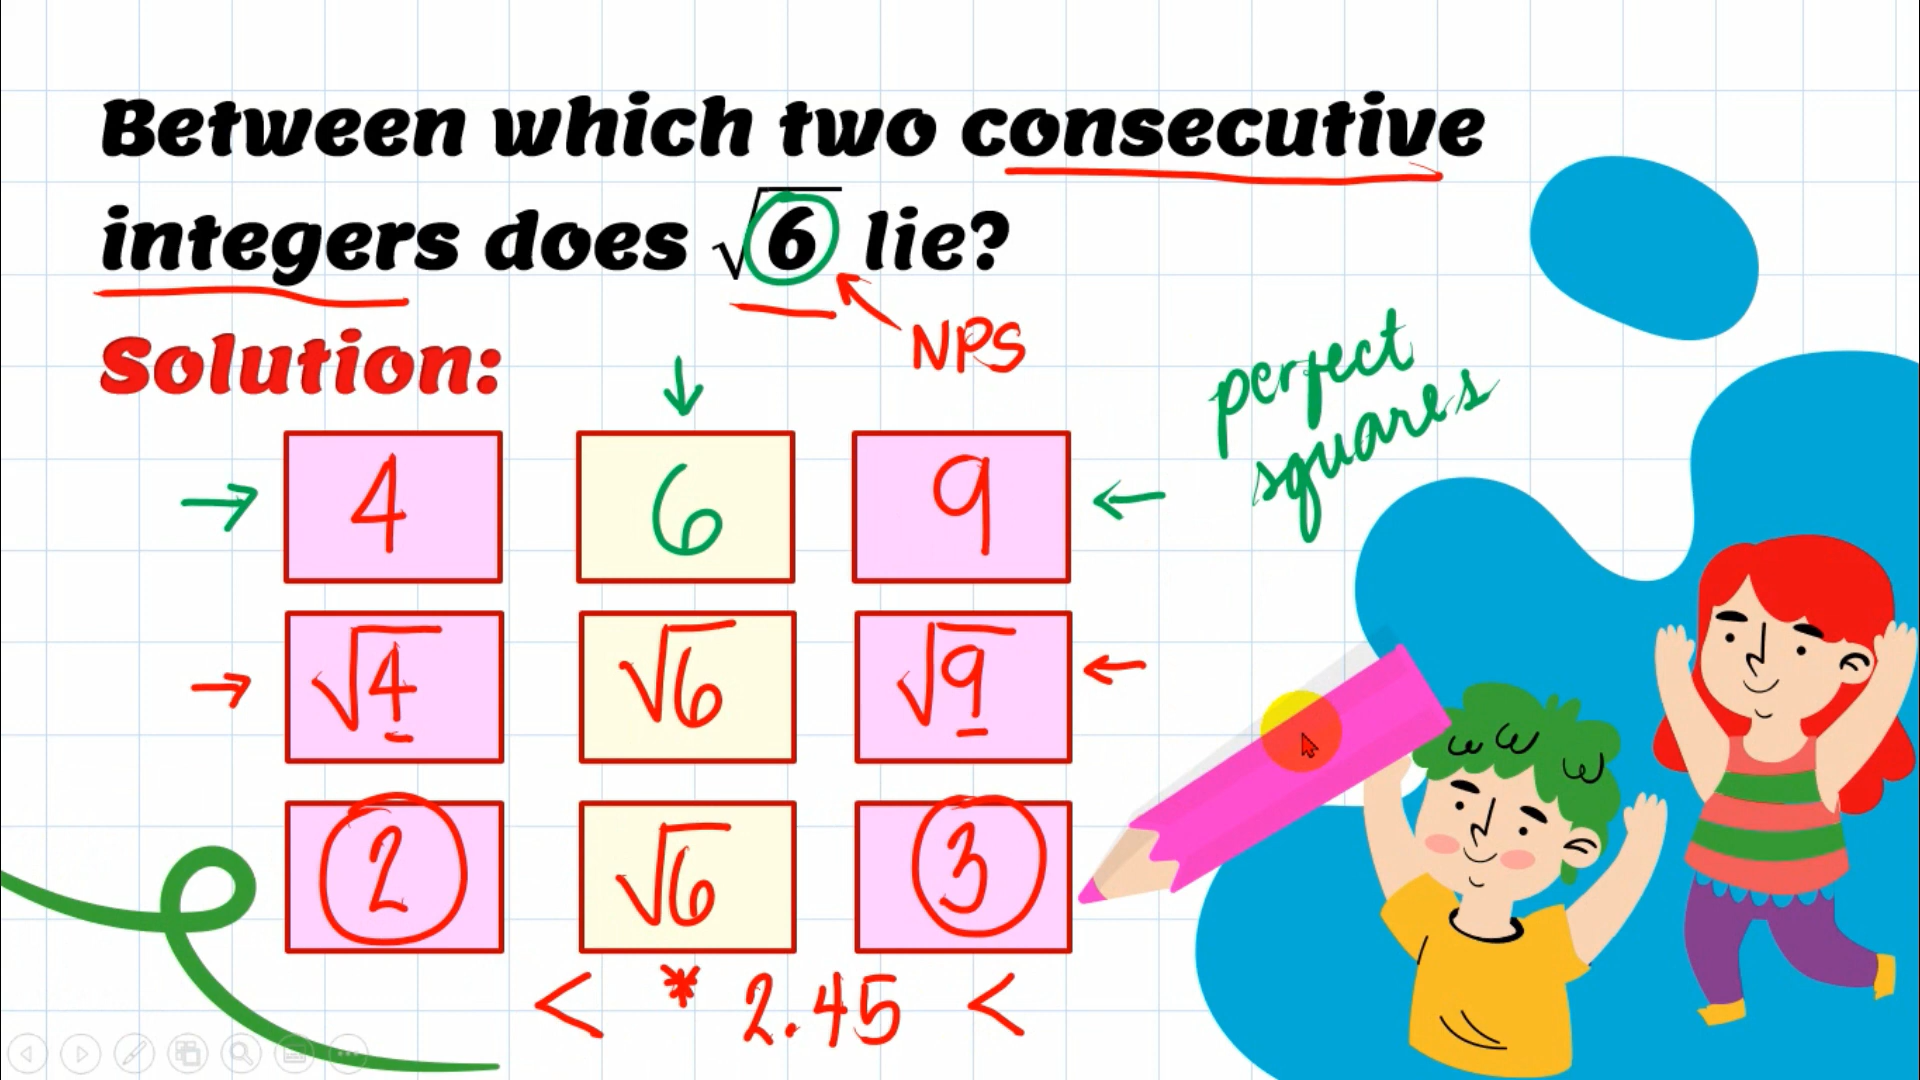 Between which two consecutive
integers does √6 lie?
NPS
Solution:
perfect
squares
→ 4 ↓ 6 9 ←
→ √4 √6 √9 ←
2 √6 3
< * 2.45 <